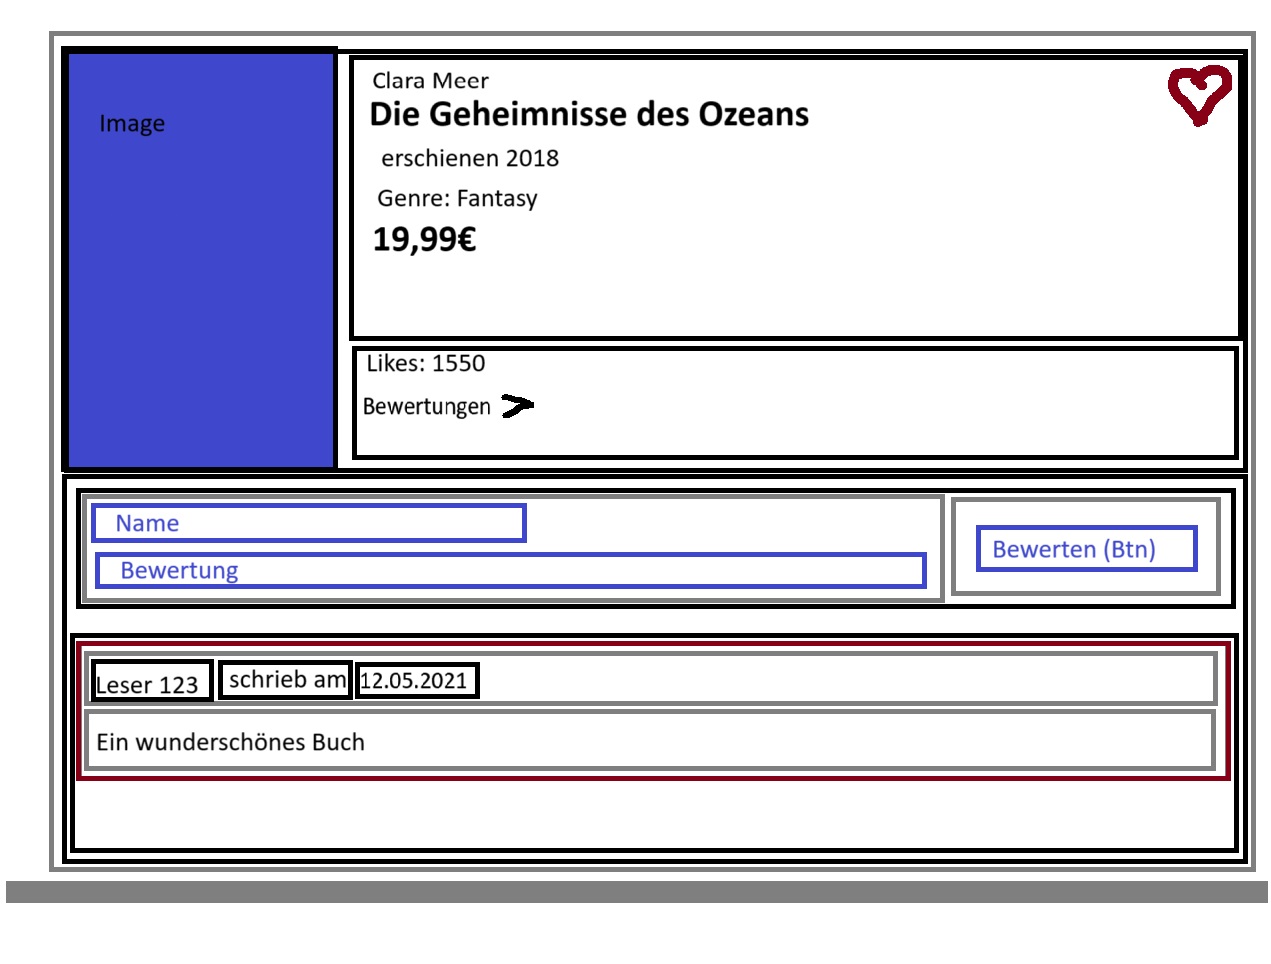 Image
Clara Meer
Die Geheimnisse des Ozeans
erschienen 2018
Genre: Fantasy
19,99€
Likes: 1550
Bewertungen >
Name
Bewertung
Bewerten (Btn)
Leser 123 schrieb am 12.05.2021
Ein wunderschönes Buch